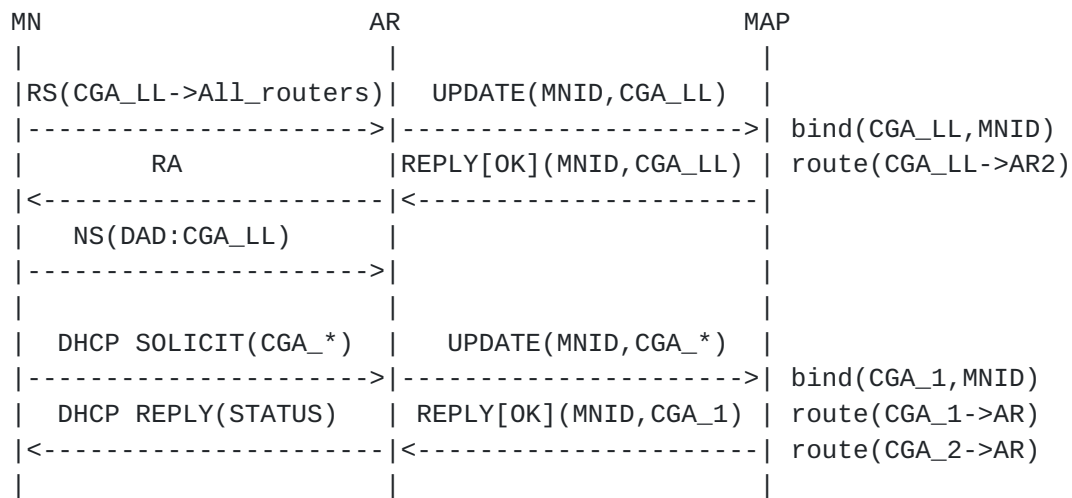 MN                      AR                      MAP
|                       |                        |
|RS(CGA_LL->All_routers)|  UPDATE(MNID,CGA_LL)   |
|---------------------->|----------------------->| bind(CGA_LL,MNID)
|        RA             |REPLY[OK](MNID,CGA_LL)  | route(CGA_LL->AR2)
|<----------------------|<-----------------------|
|   NS(DAD:CGA_LL)      |                        |
|---------------------->|                        |
|                       |                        |
|  DHCP SOLICIT(CGA_*)  |   UPDATE(MNID,CGA_*)   |
|---------------------->|----------------------->| bind(CGA_1,MNID)
|  DHCP REPLY(STATUS)   | REPLY[OK](MNID,CGA_1)  | route(CGA_1->AR)
|<----------------------|<-----------------------| route(CGA_2->AR)
|                       |                        |